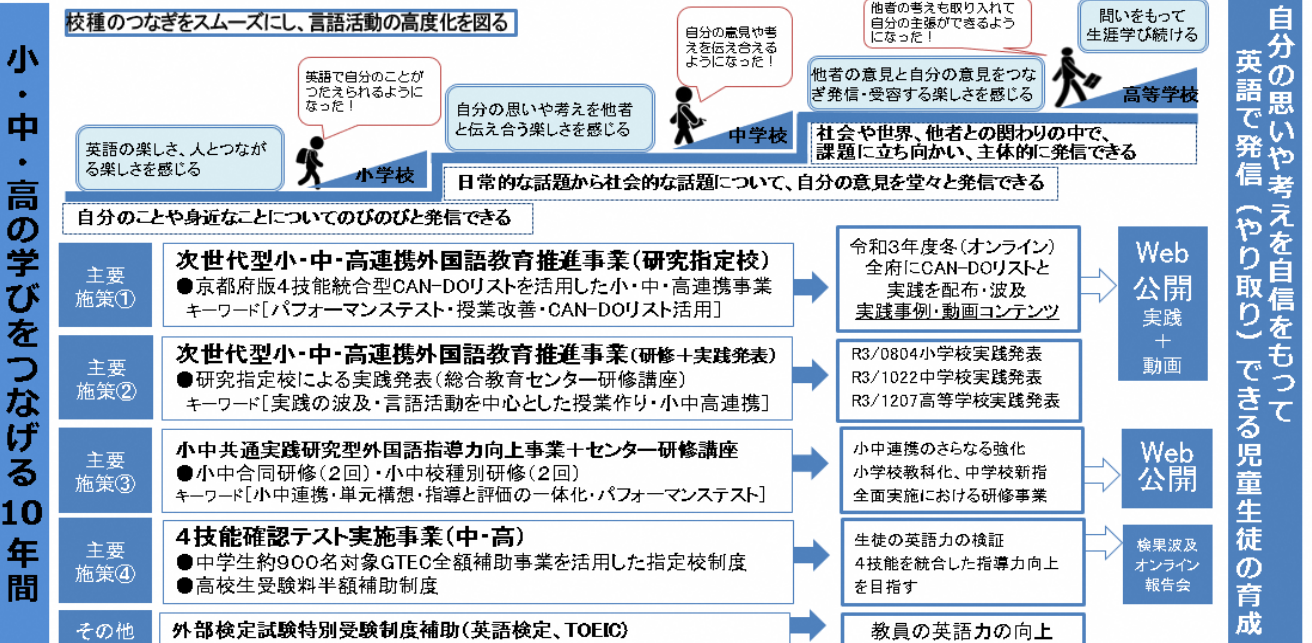 小・中・高の学びをつなげる10年間
校種のつなぎをスムーズにし、言語活動の高度化を図る
英語の楽しさ、人とつなが
る楽しさを感じる
英語で自分のことが
つたえられるように
なった！
小学校
自分の思いや考えを他者
と伝え合う楽しさを感じる
自分の意見や考
えを伝え合える
ようになった！
中学校
他者の考えも取り入れて
自分の主張ができるよう
になった！
他者の意見と自分の意見をつな
ぎ発信・受容する楽しさを感じる
問いをもって
生涯学び続ける
高等学校
社会や世界、他者との関わりの中で、
課題に立ち向かい、主体的に発信できる
日常的な話題から社会的な話題について、自分の意見を堂々と発信できる
自分のことや身近なことについてのびのびと発信できる
主要
施策①
次世代型小・中・高連携外国語教育推進事業（研究指定校）
●京都府版４技能統合型CAN-DOリストを活用した小・中・高連携事業
キーワード［パフォーマンステスト・授業改善・CAN-DOリスト活用］
令和３年度冬（オンライン）
全府にCAN-DOリストと
実践を配布・波及
実践事例・動画コンテンツ
Web
公開
実践
＋
動画
主要
施策②
次世代型小・中・高連携外国語教育推進事業（研修＋実践発表）
●研究指定校による実践発表（総合教育センター研修講座）
キーワード［実践の波及・言語活動を中心とした授業作り・小中高連携］
R3/0804小学校実践発表
R3/1022中学校実践発表
R3/1207高等学校実践発表
主要
施策③
小中共通実践研究型外国語指導力向上事業＋センター研修講座
●小中合同研修（２回）・小中校種別研修（２回）
キーワード［小中連携・単元構想・指導と評価の一体化・パフォーマンステスト］
小中連携のさらなる強化
小学校教科化、中学校新指
全面実施における研修事業
Web
公開
主要
施策④
４技能確認テスト実施事業（中・高）
●中学生約９００名対象GTEC全額補助事業を活用した指定校制度
●高校生受験料半額補助制度
生徒の英語力の検証
４技能を統合した指導力向上
を目指す
検果波及
オンライン
報告会
その他
外部検定試験特別受験制度補助（英語検定、TOEIC）
教員の英語力の向上
自分の思いや考えを自信をもって
英語で発信（やり取り）できる児童生徒の育成